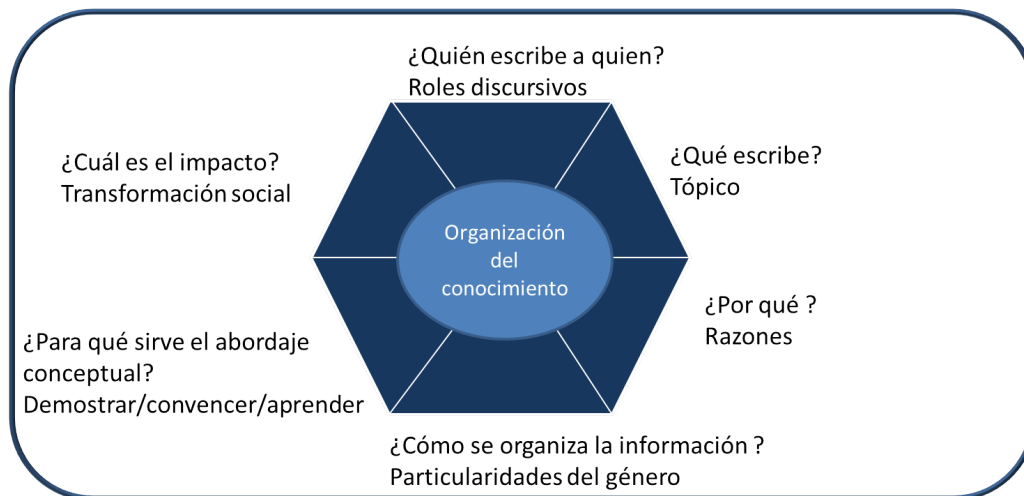 ¿Quién escribe a quien?
Roles discursivos
¿Cuál es el impacto?
Transformación social
¿Qué escribe?
Tópico
Organización
del
conocimiento
¿Por qué ?
Razones
¿Para qué sirve el abordaje
conceptual?
Demostrar/convencer/aprender
¿Cómo se organiza la información ?
Particularidades del género